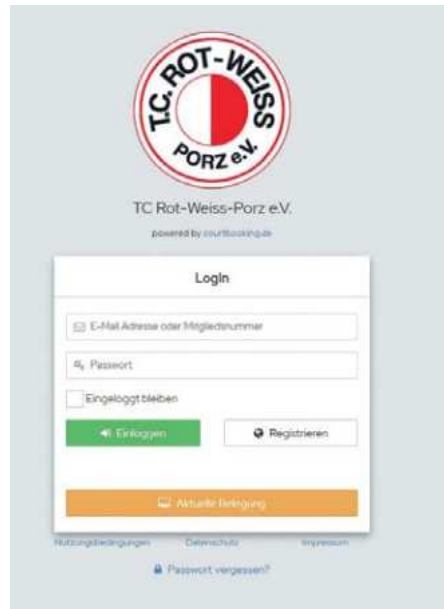 T.C. ROT-WEISS
PORZ e.V.
TC Rot-Weiss-Porz e.V.
powered by courtbooking.de
Login
E-Mail Adresse oder Mitgliedsnummer
Passwort
Eingeloggt bleiben
Einloggen Registrieren
Aktuelle Belegung
Nutzungsbedingungen Datenschutz Impressum
Passwort vergessen?